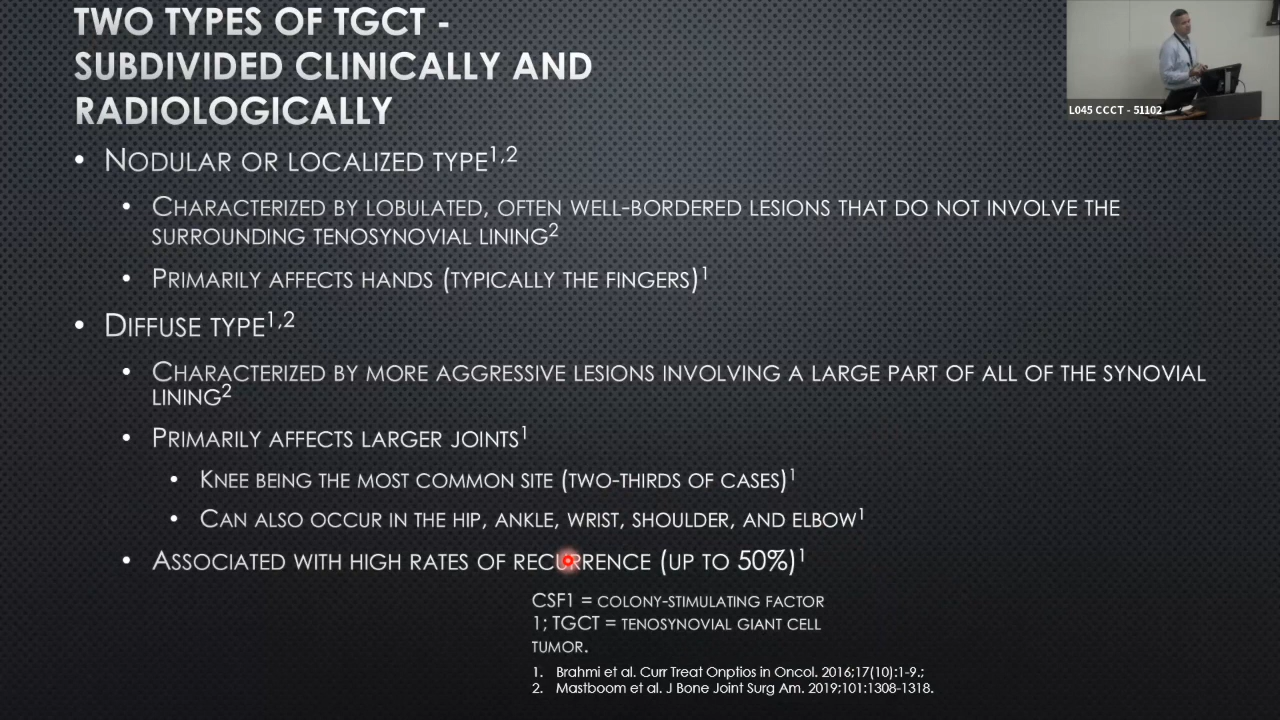 TWO TYPES OF TGCT -
SUBDIVIDED CLINICALLY AND
RADIOLOGICALLY
L045 CCCT - 51102
• NODULAR OR LOCALIZED TYPE1,2
• CHARACTERIZED BY LOBULATED, OFTEN WELL-BORDERED LESIONS THAT DO NOT INVOLVE THE
SURROUNDING TENOSYNOVIAL LINING2
• PRIMARILY AFFECTS HANDS (TYPICALLY THE FINGERS)1
• DIFFUSE TYPE1,2
• CHARACTERIZED BY MORE AGGRESSIVE LESIONS INVOLVING A LARGE PART OF ALL OF THE SYNOVIAL
LINING2
• PRIMARILY AFFECTS LARGER JOINTS1
• KNEE BEING THE MOST COMMON SITE (TWO-THIRDS OF CASES)1
• CAN ALSO OCCUR IN THE HIP, ANKLE, WRIST, SHOULDER, AND ELBOW1
• ASSOCIATED WITH HIGH RATES OF RECURRENCE (UP TO 50%)1
CSF1 = COLONY-STIMULATING FACTOR
1; TGCT = TENOSYNOVIAL GIANT CELL
TUMOR.
1. Brahmi et al. Curr Treat Onptios in Oncol. 2016;17(10):1-9.;
2. Mastboom et al. J Bone Joint Surg Am. 2019;101:1308-1318.